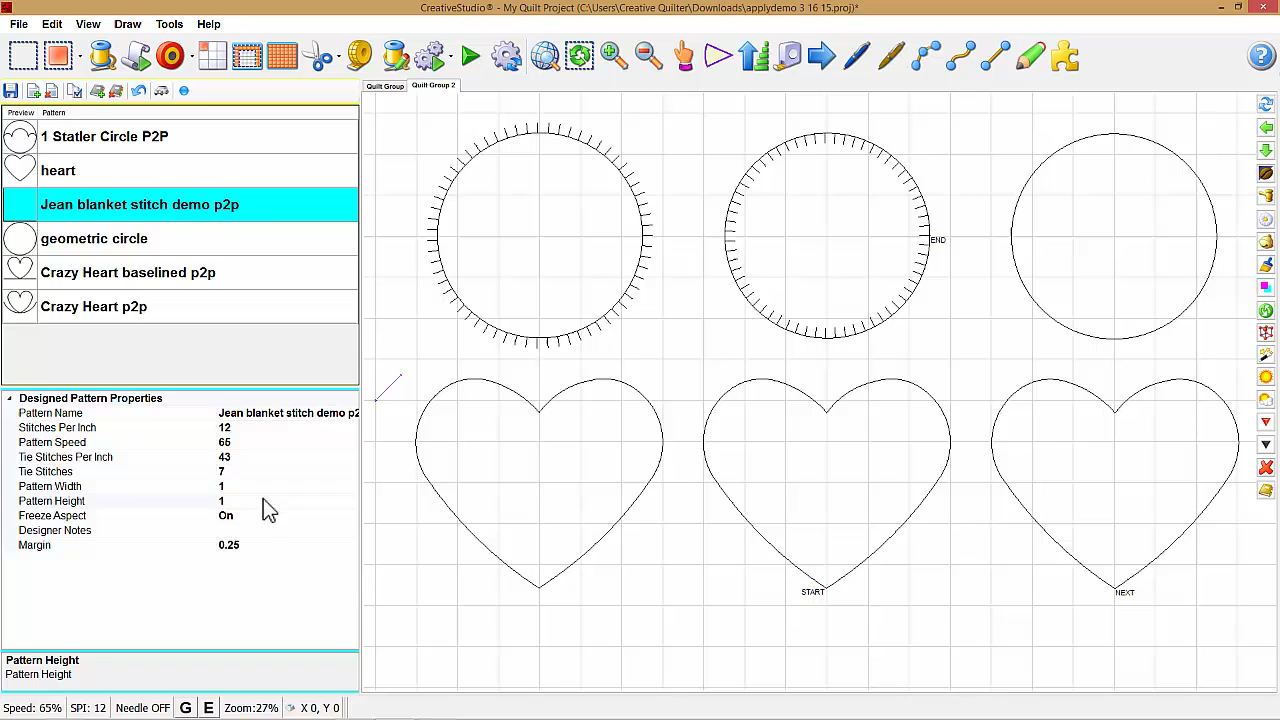 CreativeStudio® - My Quilt Project (C:\Users\Creative Quilter\Downloads\applydemo 3 16 15.proj)*
File Edit View Draw Tools Help
Quilt Group Quilt Group 2
Preview Pattern
1 Statler Circle P2P
heart
Jean blanket stitch demo p2p
geometric circle
Crazy Heart baselined p2p
Crazy Heart p2p
END
START
NEXT
Designed Pattern Properties
Pattern Name Jean blanket stitch demo p2
Stitches Per Inch 12
Pattern Speed 65
Tie Stitches Per Inch 43
Tie Stitches 7
Pattern Width 1
Pattern Height 1
Freeze Aspect On
Designer Notes
Margin 0.25
Pattern Height
Pattern Height
Speed: 65% SPI: 12 Needle OFF G E Zoom:27% X 0, Y 0